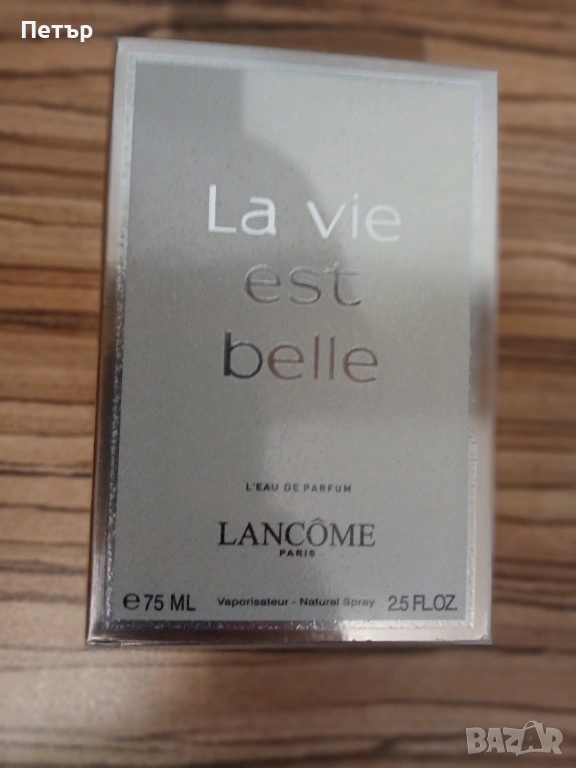 Петър
La vie
est
belle
L'EAU DE PARFUM
LANCÔME
PARIS
e 75 ML Vaporisateur - Natural Spray 2.5 FL.OZ.
BAZAR